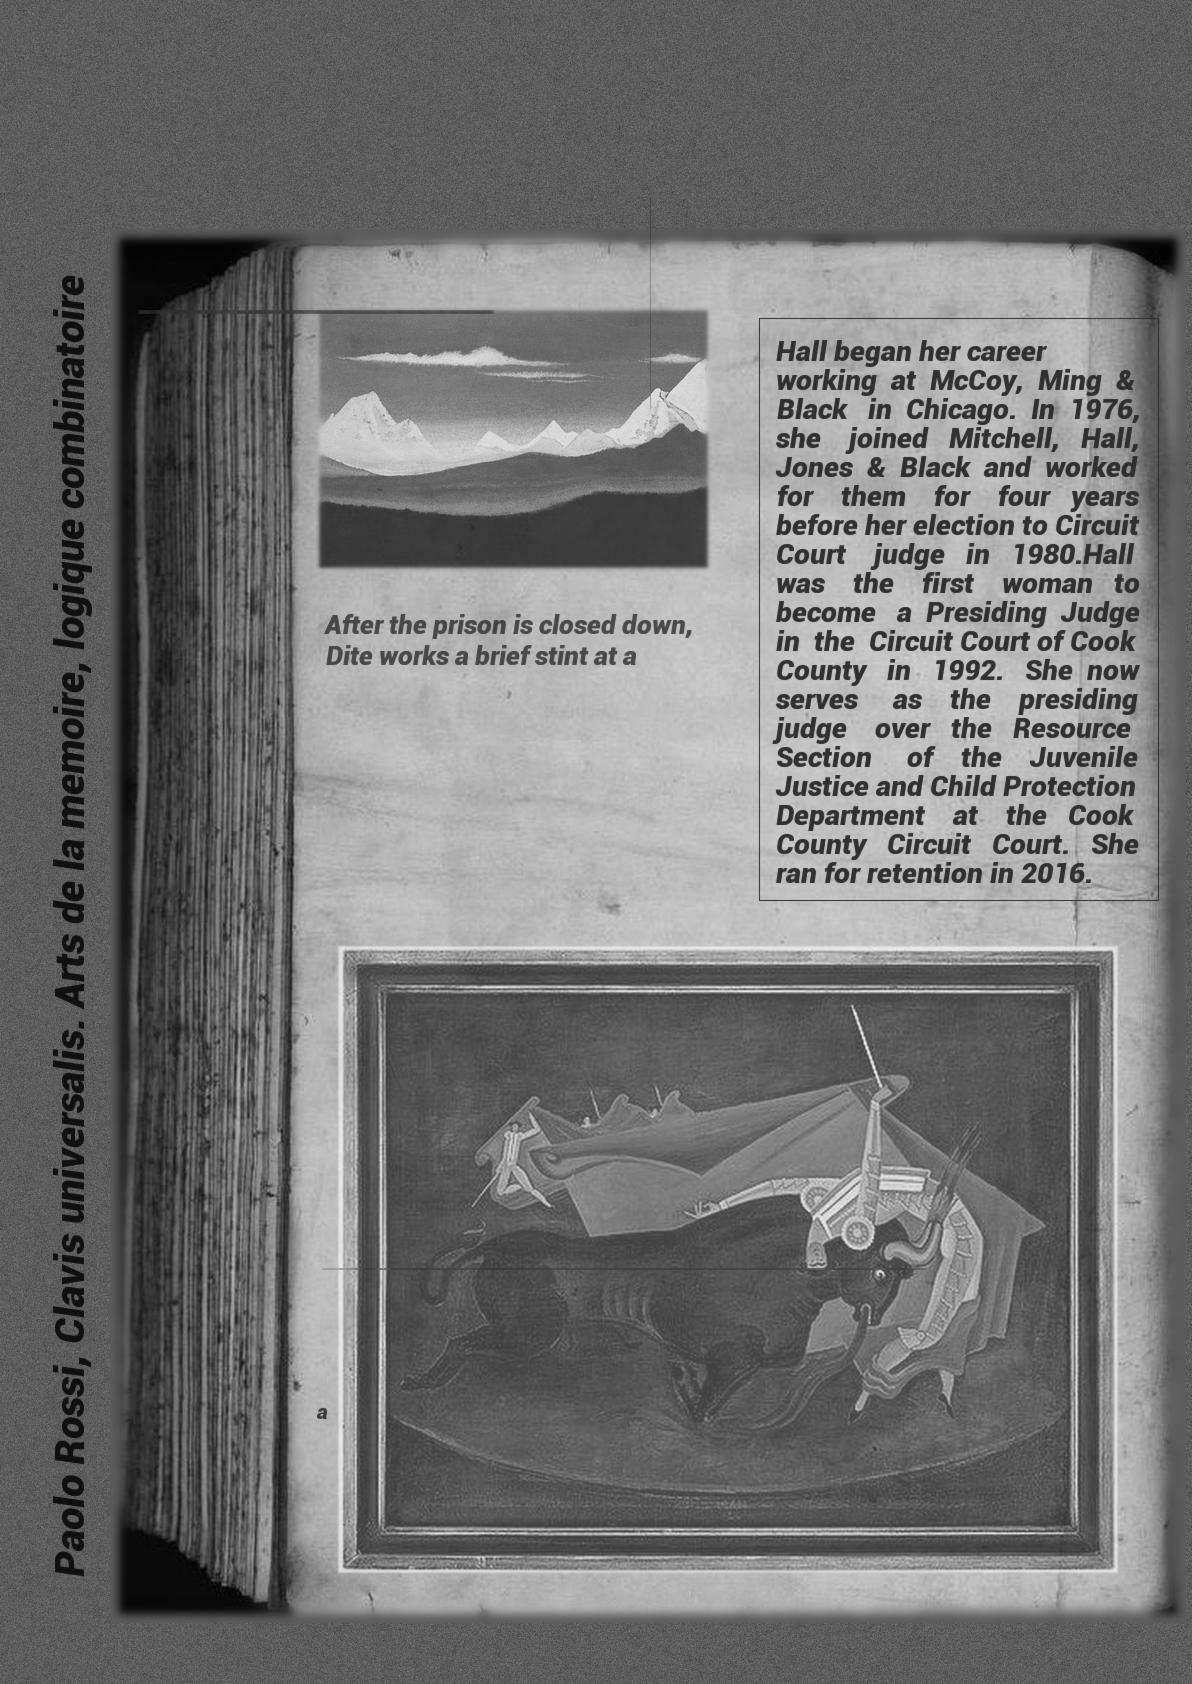 Paolo Rossi, Clavis universalis. Arts de la memoire, logique combinatoire
After the prison is closed down,
Dite works a brief stint at a
Hall began her career
working at McCoy, Ming &
Black in Chicago. In 1976,
she joined Mitchell, Hall,
Jones & Black and worked
for them for four years
before her election to Circuit
Court judge in 1980.Hall
was the first woman to
become a Presiding Judge
in the Circuit Court of Cook
County in 1992. She now
serves as the presiding
judge over the Resource
Section of the Juvenile
Justice and Child Protection
Department at the Cook
County Circuit Court. She
ran for retention in 2016.
a